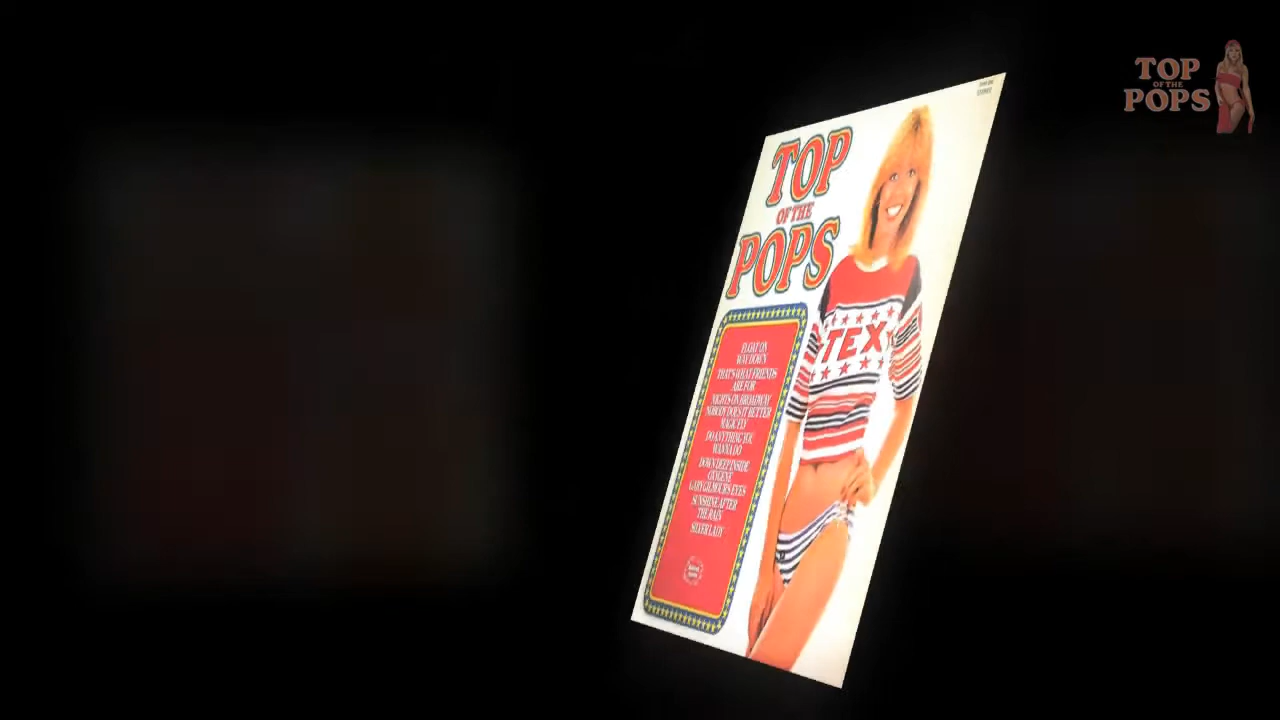 TOP
OF THE
POPS
STEREO
TOP
OF THE
POPS
TEX
FLOAT ON
WAY DOWN
THAT'S WHAT FRIENDS
ARE FOR
NIGHTS ON BROADWAY
NOBODY DOES IT BETTER
MAGIC FLY
DO ANYTHING YOU
WANNA DO
DOWN DEEP INSIDE
OXYGENE
GARY GILMOUR'S EYES
SUNSHINE AFTER
THE RAIN
SILVER LADY